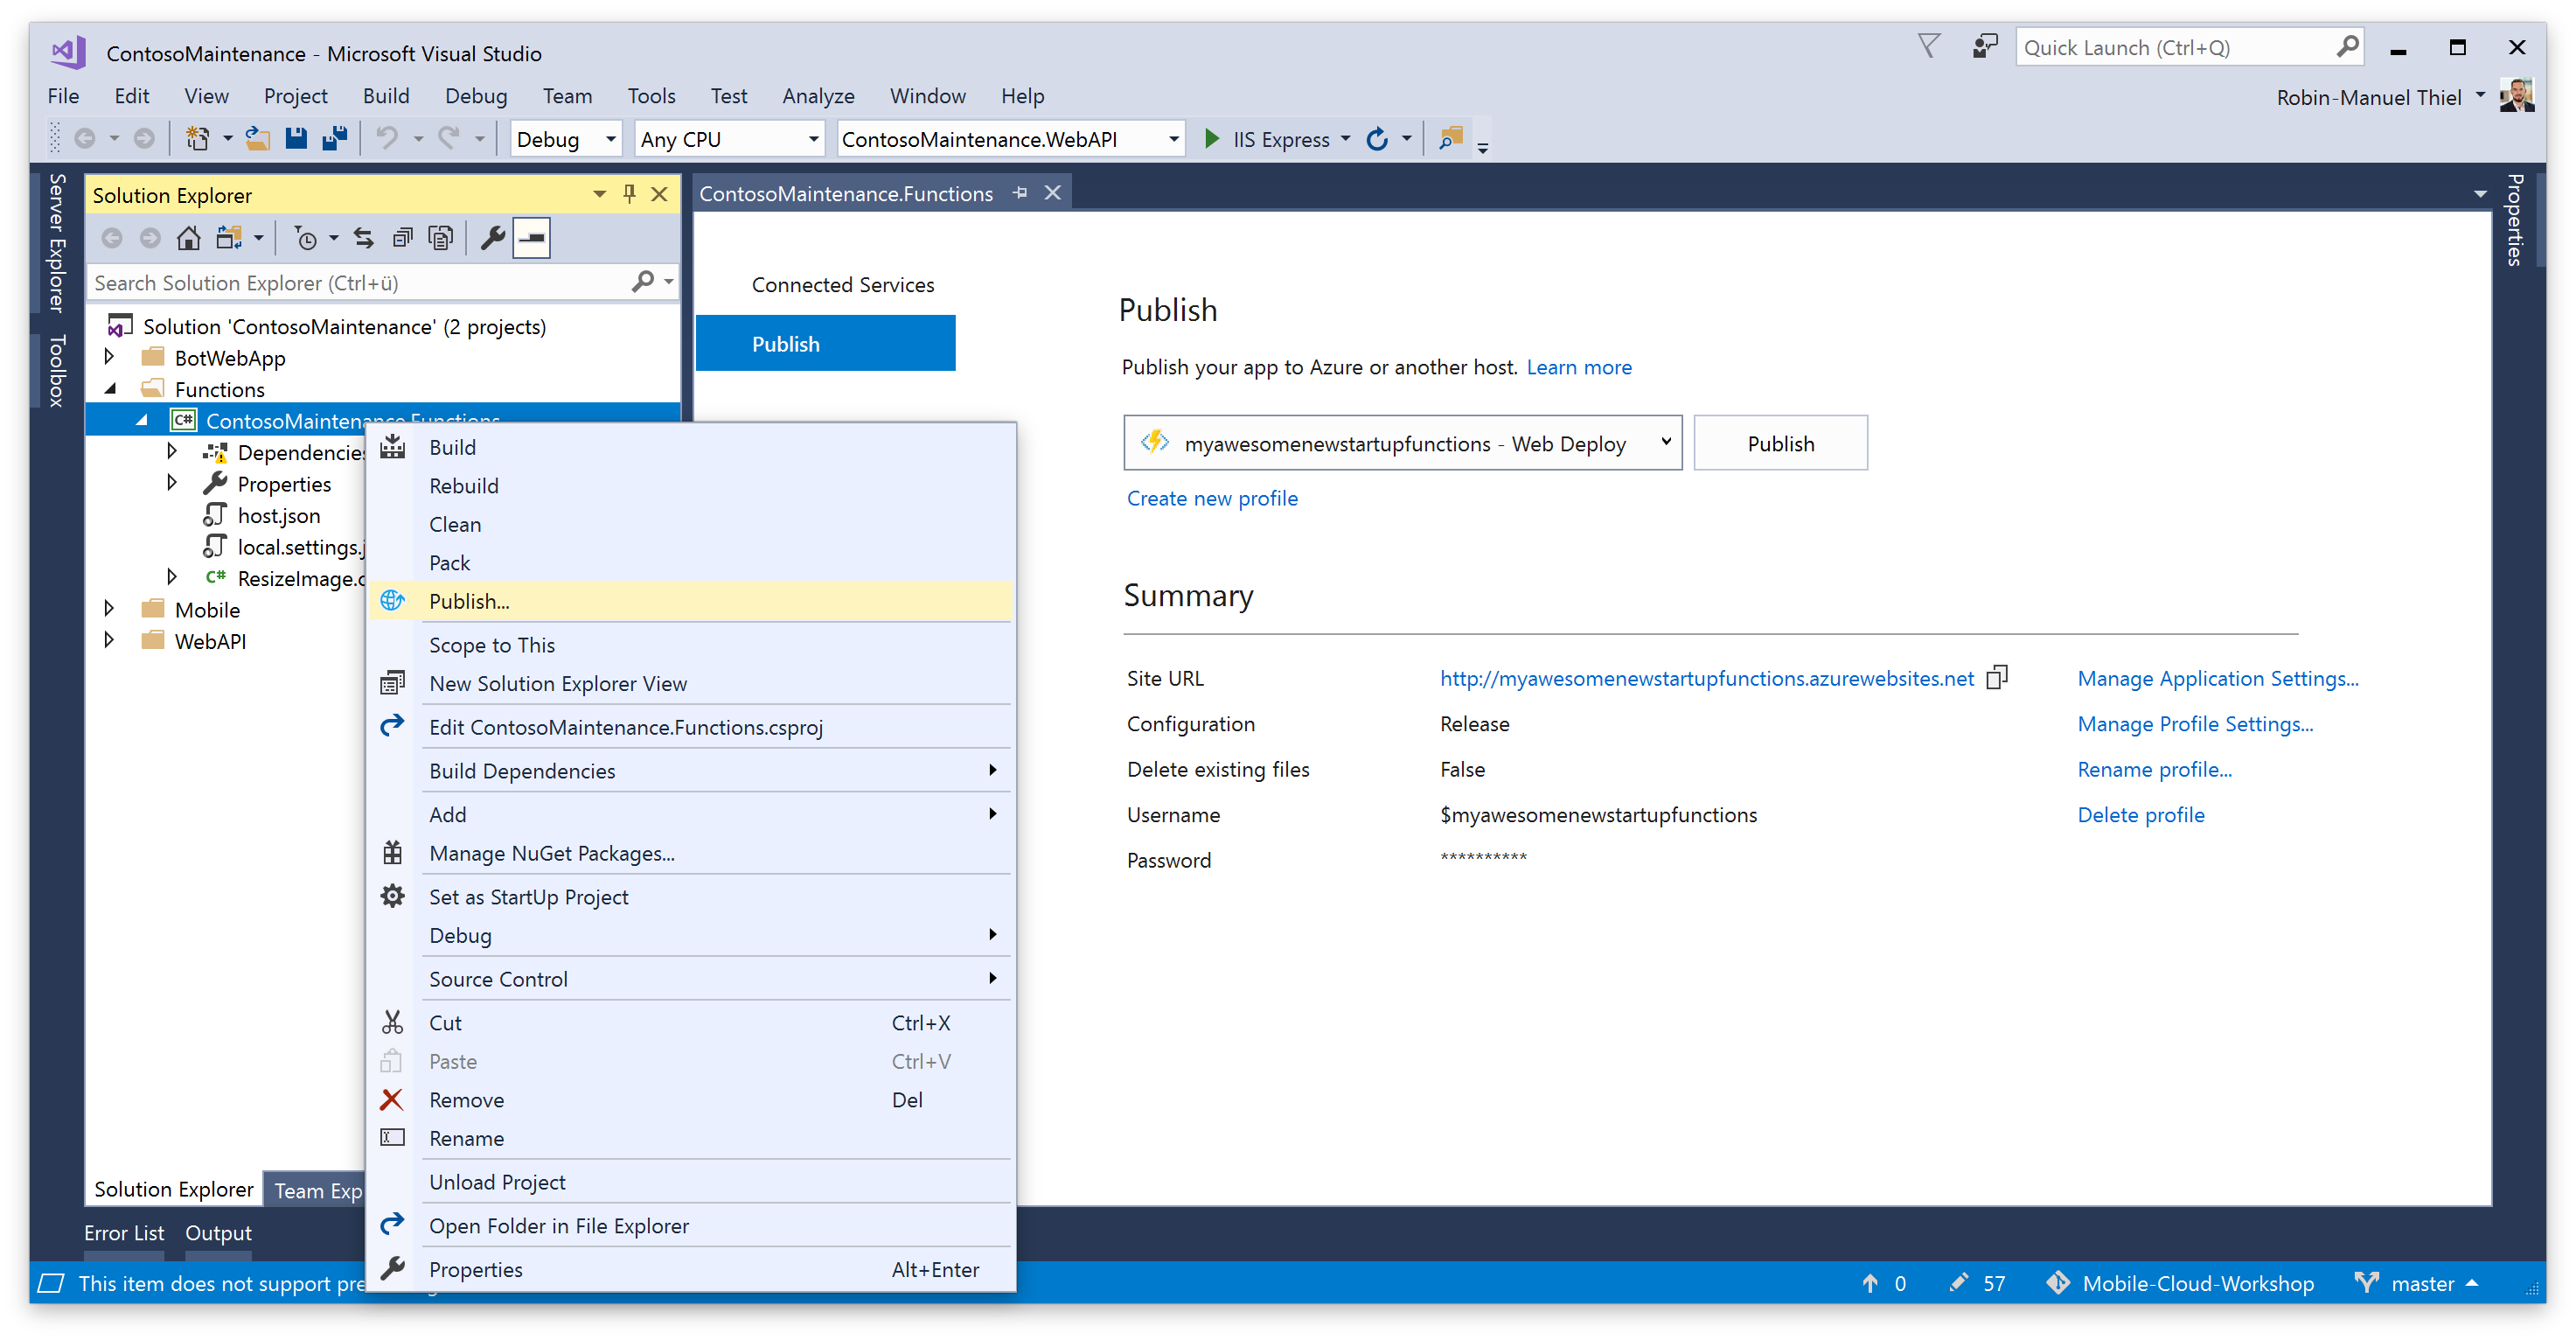 ContosoMaintenance - Microsoft Visual Studio
Quick Launch (Ctrl+Q)
File Edit View Project Build Debug Team Tools Test Analyze Window Help
Robin-Manuel Thiel
Debug Any CPU ContosoMaintenance.WebAPI IIS Express
Server Explorer
Toolbox
Solution Explorer
Search Solution Explorer (Ctrl+ü)
Solution 'ContosoMaintenance' (2 projects)
BotWebApp
Functions
C# ContosoMaintenance.Functions
Dependencies
Properties
host.json
local.settings.j
C# ResizeImage.c
Mobile
WebAPI
Solution Explorer Team Exp
Error List Output
Build
Rebuild
Clean
Pack
Publish...
Scope to This
New Solution Explorer View
Edit ContosoMaintenance.Functions.csproj
Build Dependencies
Add
Manage NuGet Packages...
Set as StartUp Project
Debug
Source Control
Cut Ctrl+X
Paste Ctrl+V
Remove Del
Rename
Unload Project
Open Folder in File Explorer
Properties Alt+Enter
ContosoMaintenance.Functions
Connected Services
Publish
Publish
Publish your app to Azure or another host. Learn more
myawesomenewstartupfunctions - Web Deploy Publish
Create new profile
Summary
Site URL http://myawesomenewstartupfunctions.azurewebsites.net Manage Application Settings...
Configuration Release Manage Profile Settings...
Delete existing files False Rename profile...
Username $myawesomenewstartupfunctions Delete profile
Password **********
Properties
This item does not support pre
0 57 Mobile-Cloud-Workshop master